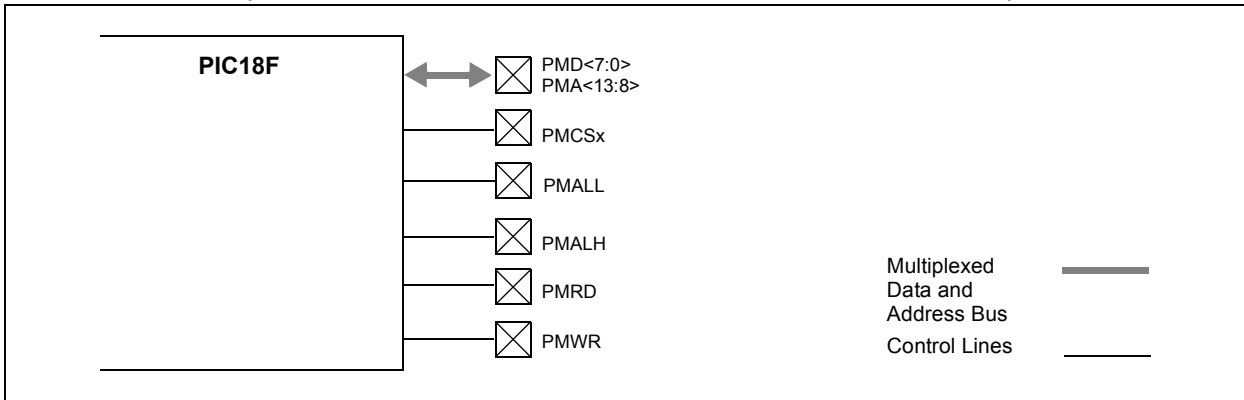 PIC18F
PMD<7:0>
PMA<13:8>
PMCSx
PMALL
PMALH
PMRD
PMWR
Multiplexed
Data and
Address Bus
Control Lines